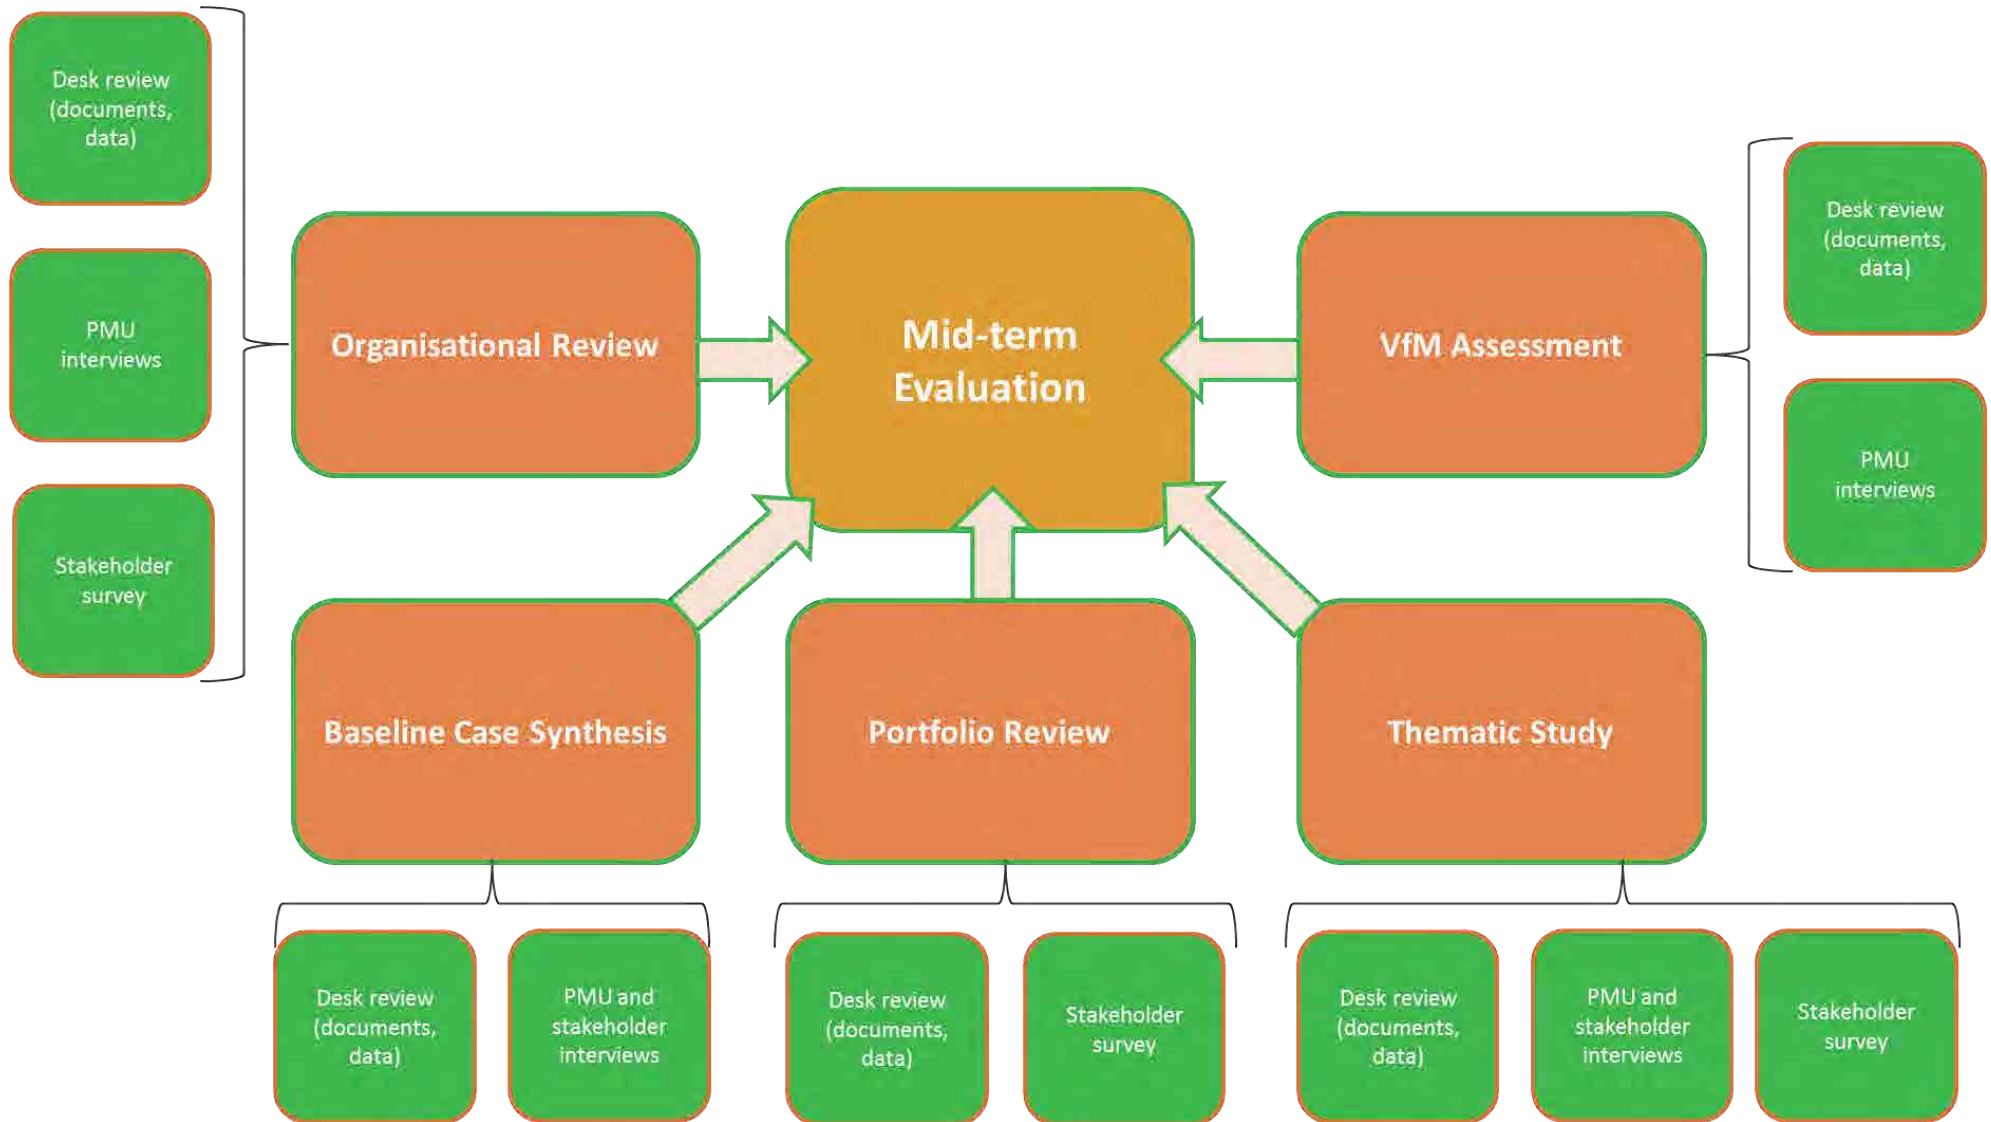 Desk review
(documents,
data)
PMU
interviews
Stakeholder
survey
Organisational Review
Mid-term
Evaluation
VfM Assessment
Desk review
(documents,
data)
PMU
interviews
Baseline Case Synthesis
Portfolio Review
Thematic Study
Desk review
(documents,
data)
PMU and
stakeholder
interviews
Desk review
(documents,
data)
Stakeholder
survey
Desk review
(documents,
data)
PMU and
stakeholder
interviews
Stakeholder
survey